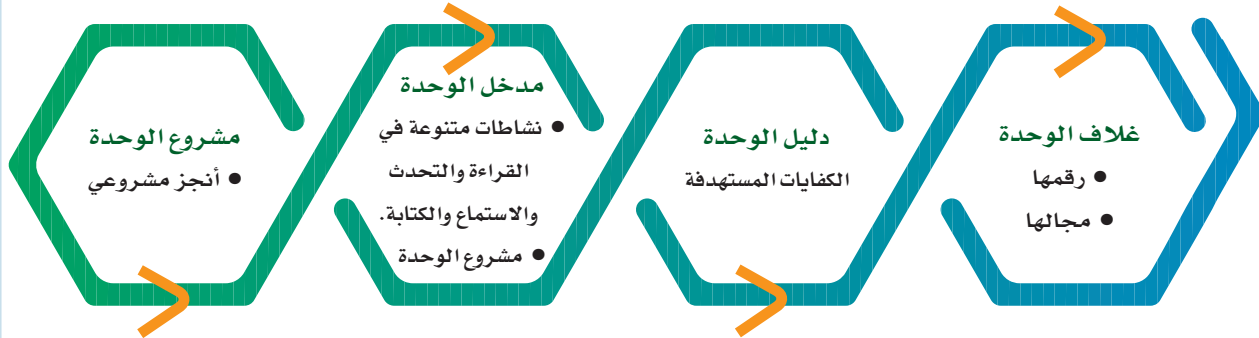 غلاف الوحدة
• رقمها
• مجالها
دليل الوحدة
الكفايات المستهدفة
مدخل الوحدة
• نشاطات متنوعة في
القراءة والتحدث
والاستماع والكتابة.
• مشروع الوحدة
مشروع الوحدة
• أنجز مشروعي